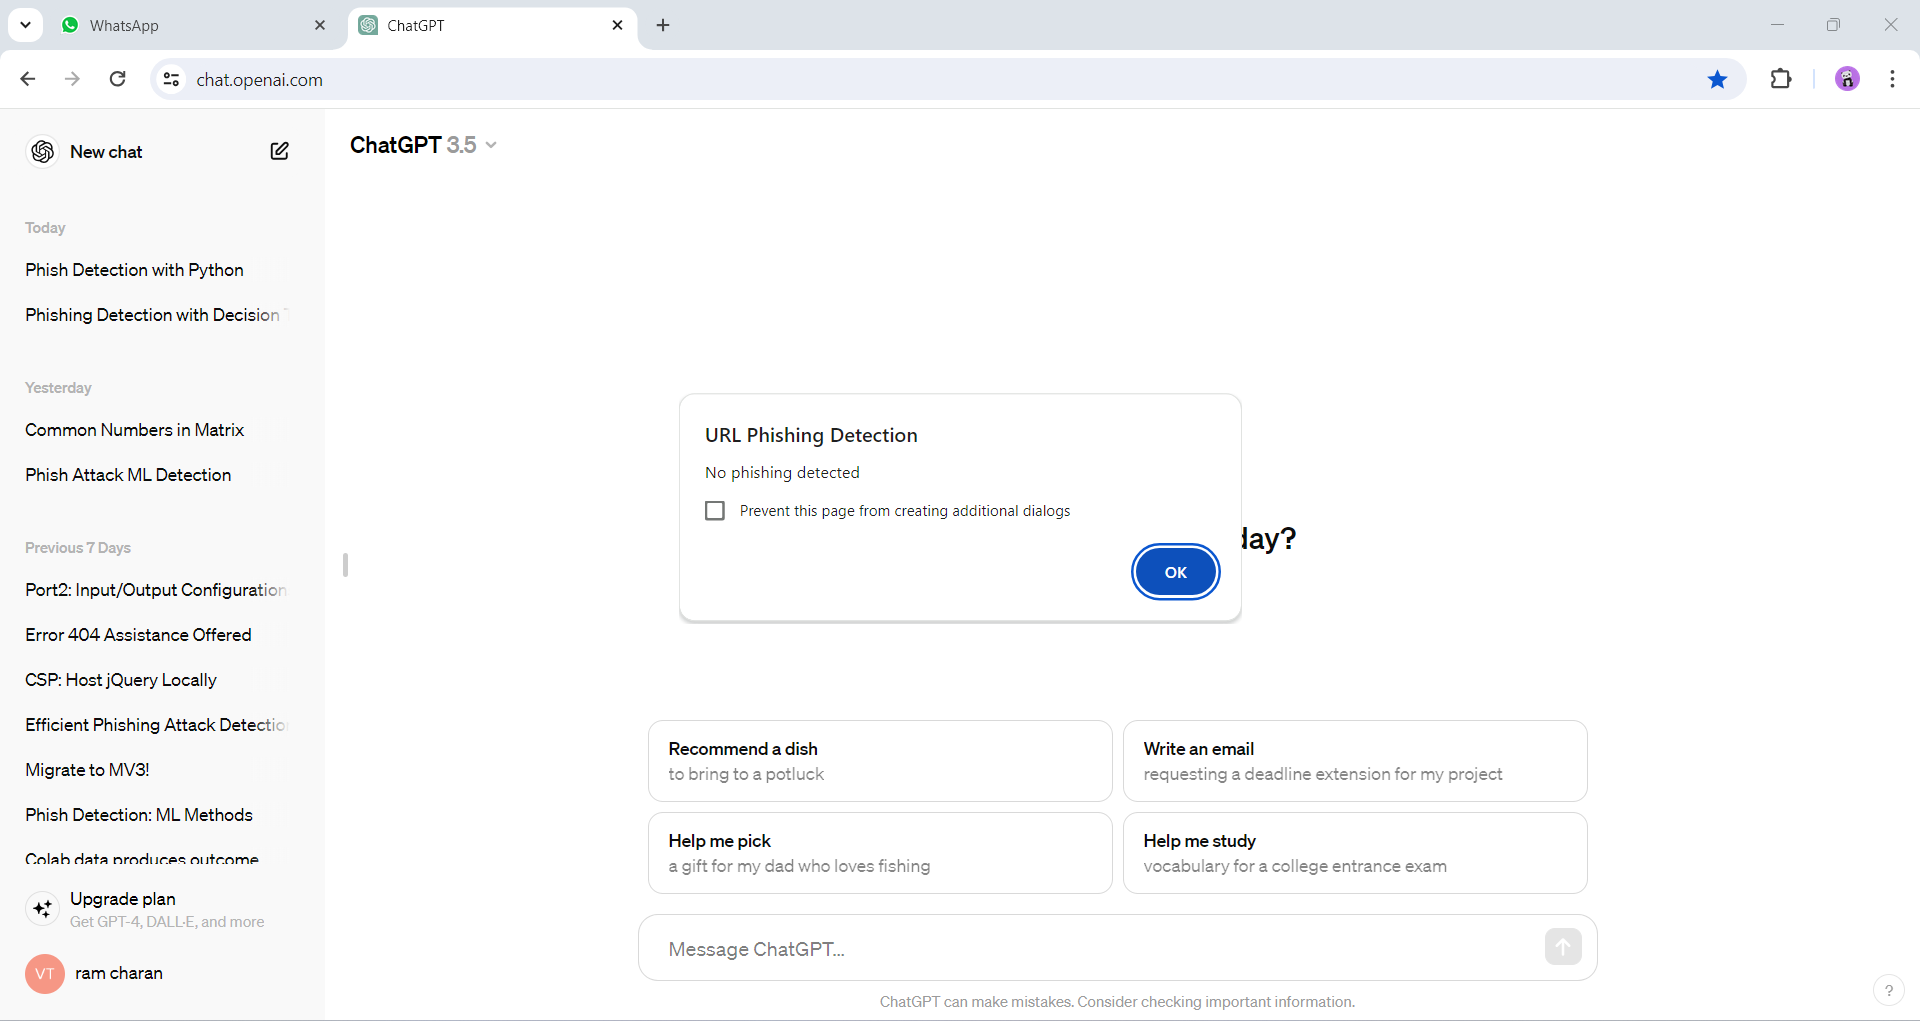 WhatsApp
ChatGPT
chat.openai.com
New chat
ChatGPT 3.5
Today
Phish Detection with Python
Phishing Detection with Decision
Yesterday
Common Numbers in Matrix
Phish Attack ML Detection
Previous 7 Days
Port2: Input/Output Configuration
Error 404 Assistance Offered
CSP: Host jQuery Locally
Efficient Phishing Attack Detectio
Migrate to MV3!
Phish Detection: ML Methods
Colab data produces outcome
Upgrade plan
Get GPT-4, DALL·E, and more
VT
ram charan
URL Phishing Detection
No phishing detected
Prevent this page from creating additional dialogs
OK
day?
Recommend a dish
to bring to a potluck
Write an email
requesting a deadline extension for my project
Help me pick
a gift for my dad who loves fishing
Help me study
vocabulary for a college entrance exam
Message ChatGPT...
ChatGPT can make mistakes. Consider checking important information.
?